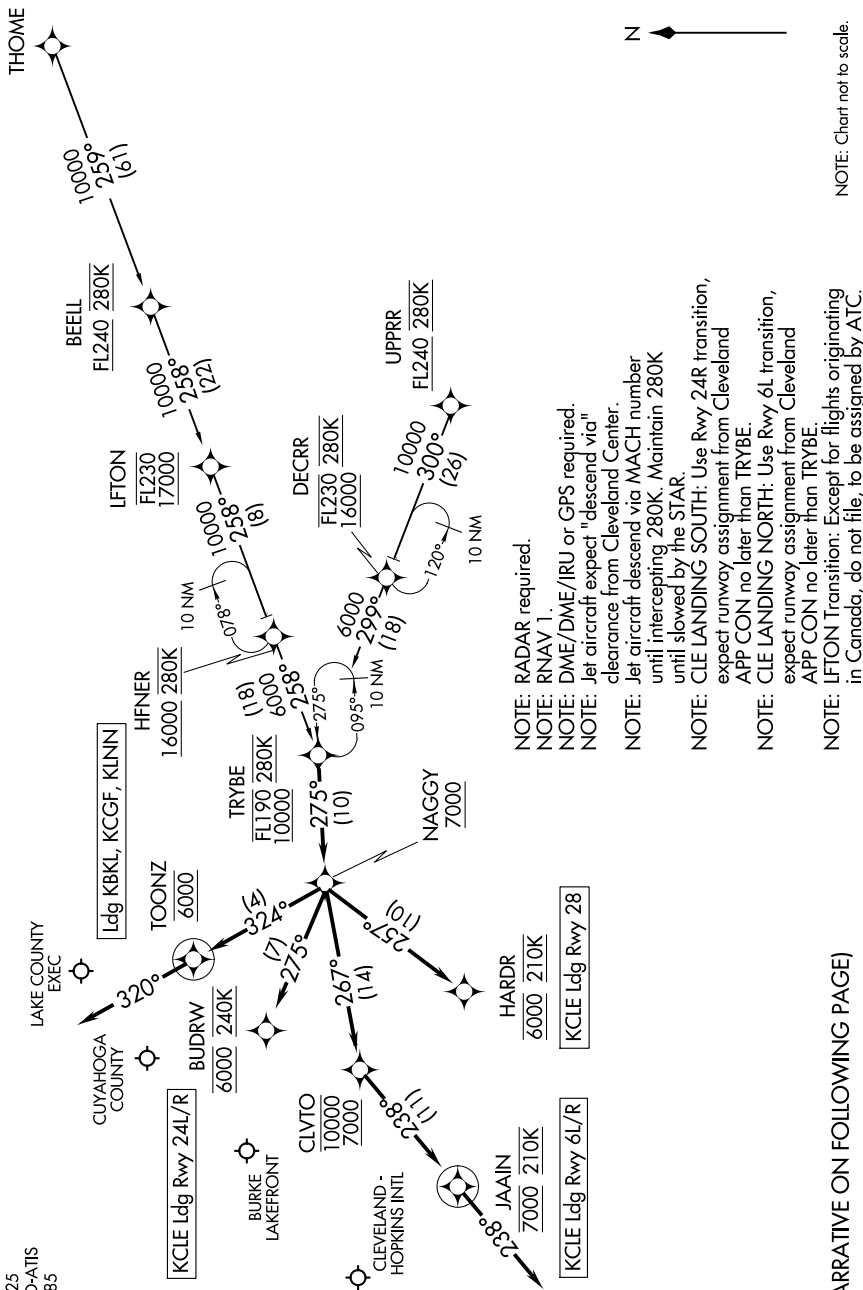 THOME
10000
259°
(61)
BEELL
FL240 280K
10000
258°
(22)
LFTON
FL230
17000
10000
258°
(8)
10 NM
078°
HFNER
16000 280K
(18)
6000
258°
UPPRR
FL240 280K
10000
300°
(26)
DECRR
FL230 280K
16000
120°
10 NM
6000
299°
(18)
275°
095°
10 NM
TRYBE
FL190 280K
10000
275°
(10)
NAGGY
7000
Ldg KBKL, KCGF, KLNN
TOONZ
6000
(4)
324°
320°
LAKE COUNTY
EXEC
CUYAHOGA
COUNTY
(7)
275°
BUDRW
6000 240K
KCLE Ldg Rwy 24L/R
267°
(14)
CLVTO
10000
7000
257°
(10)
HARDR
6000 210K
KCLE Ldg Rwy 28
238°
(11)
JAAIN
7000 210K
KCLE Ldg Rwy 6L/R
238°
BURKE
LAKEFRONT
CLEVELAND -
HOPKINS INTL
25
D-ATIS
85
N
NOTE: RADAR required.
NOTE: RNAV 1.
NOTE: DME/DME/IRU or GPS required.
NOTE: Jet aircraft expect "descend via"
clearance from Cleveland Center.
NOTE: Jet aircraft descend via MACH number
until intercepting 280K. Maintain 280K
until slowed by the STAR.
NOTE: CLE LANDING SOUTH: Use Rwy 24R transition,
expect runway assignment from Cleveland
APP CON no later than TRYBE.
NOTE: CLE LANDING NORTH: Use Rwy 6L transition,
expect runway assignment from Cleveland
APP CON no later than TRYBE.
NOTE: LFTON Transition: Except for flights originating
in Canada, do not file, to be assigned by ATC.
NOTE: Chart not to scale.
ARRATIVE ON FOLLOWING PAGE)